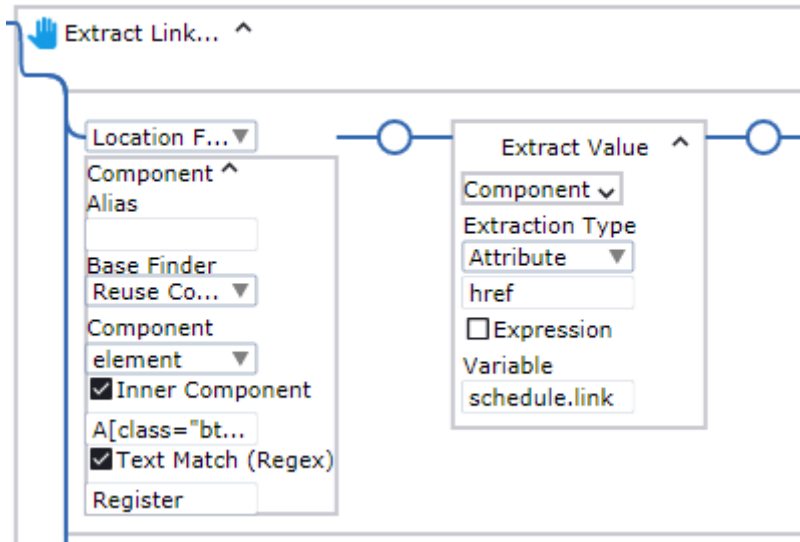 Extract Link...
Location F...
Component
Alias
Base Finder
Reuse Co...
Component
element
Inner Component
A[class="bt...
Text Match (Regex)
Register
Extract Value
Component
Extraction Type
Attribute
href
Expression
Variable
schedule.link